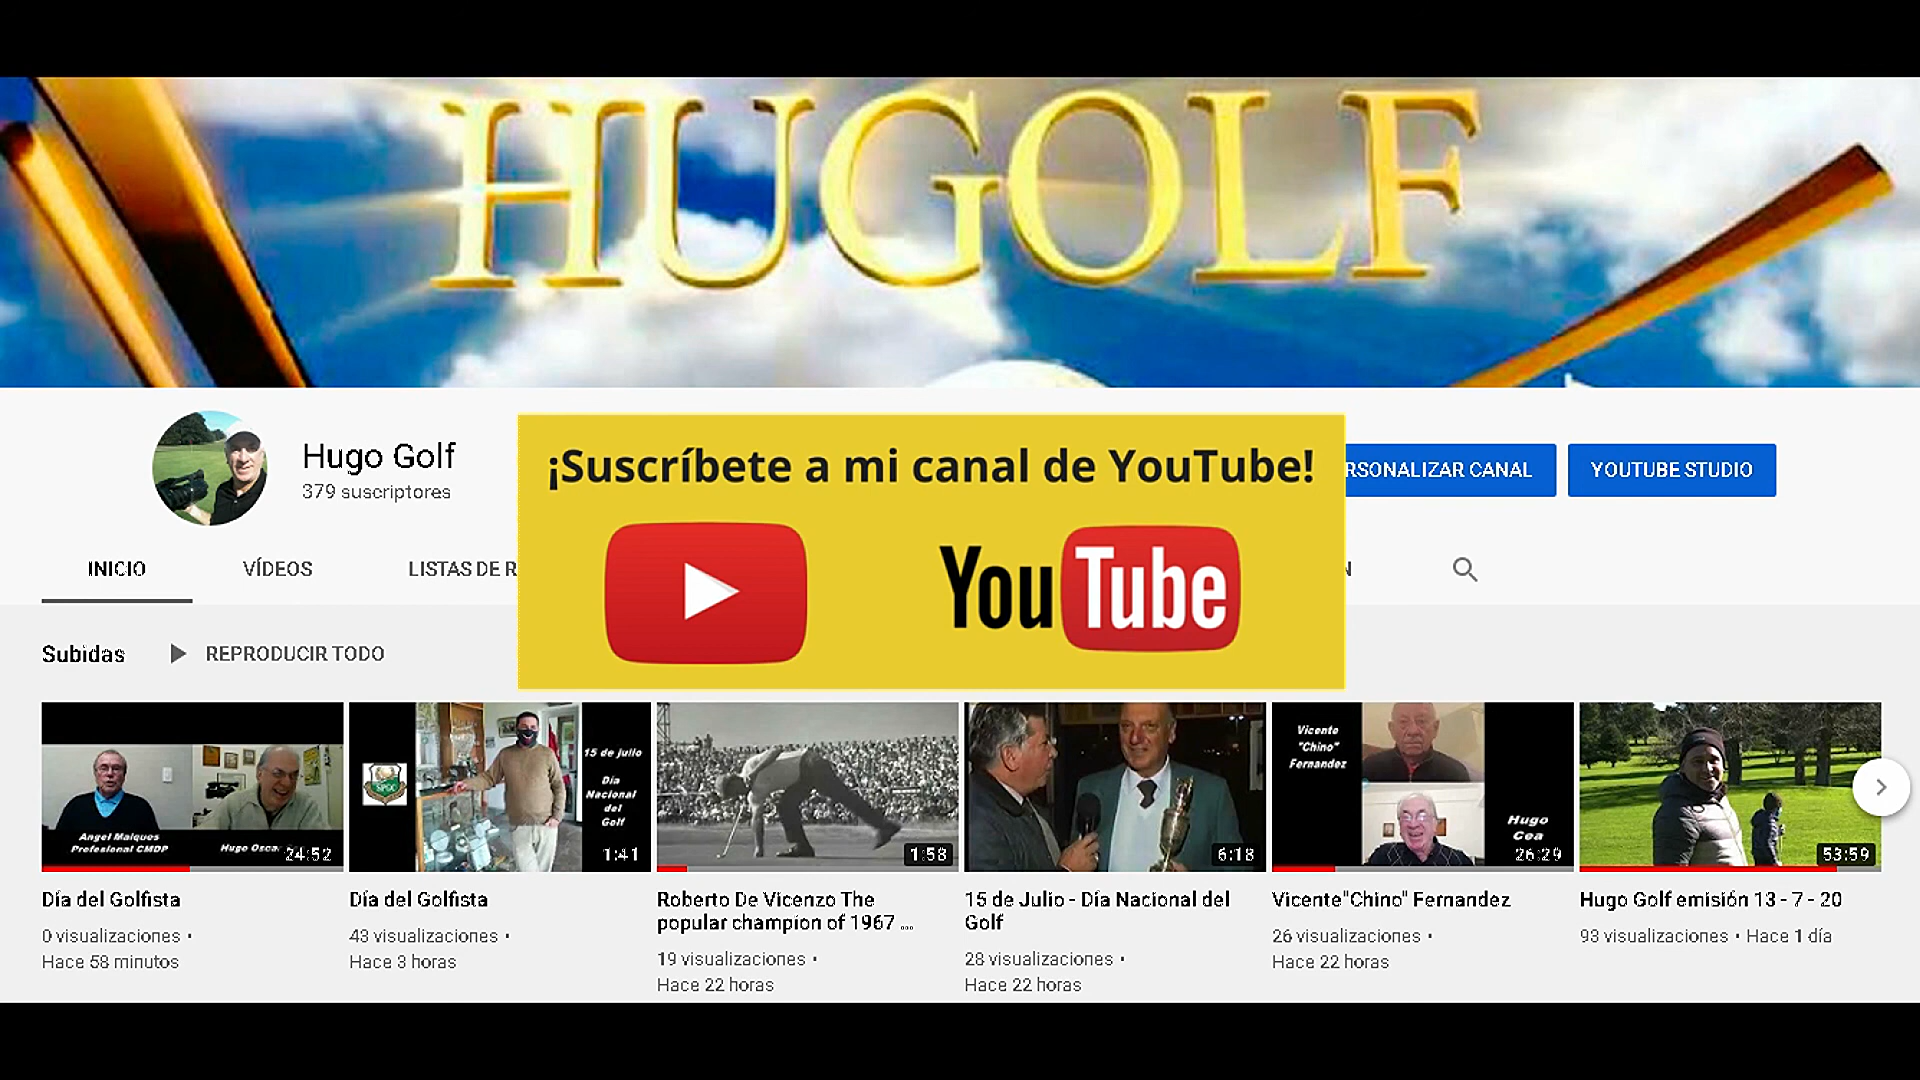 HUGOLF
Hugo Golf
379 suscriptores
¡Suscríbete a mi canal de YouTube!
YouTube
RSONALIZAR CANAL
YOUTUBE STUDIO
INICIO
VÍDEOS
LISTAS DE R
N
Subidas
REPRODUCIR TODO
Angel Maiques
Profesional CMDP
Hugo Osca
24:52
SPGC
15 de julio
Día
Nacional
del
Golf
1:41
1:58
6:18
Vicente
"Chino"
Fernandez
Hugo
Cea
26:29
53:59
Día del Golfista
0 visualizaciones •
Hace 58 minutos
Día del Golfista
43 visualizaciones •
Hace 3 horas
Roberto De Vicenzo The
popular champion of 1967 ...
19 visualizaciones •
Hace 22 horas
15 de Julio - Día Nacional del
Golf
28 visualizaciones •
Hace 22 horas
Vicente"Chino" Fernandez
26 visualizaciones •
Hace 22 horas
Hugo Golf emisión 13 - 7 - 20
93 visualizaciones • Hace 1 día